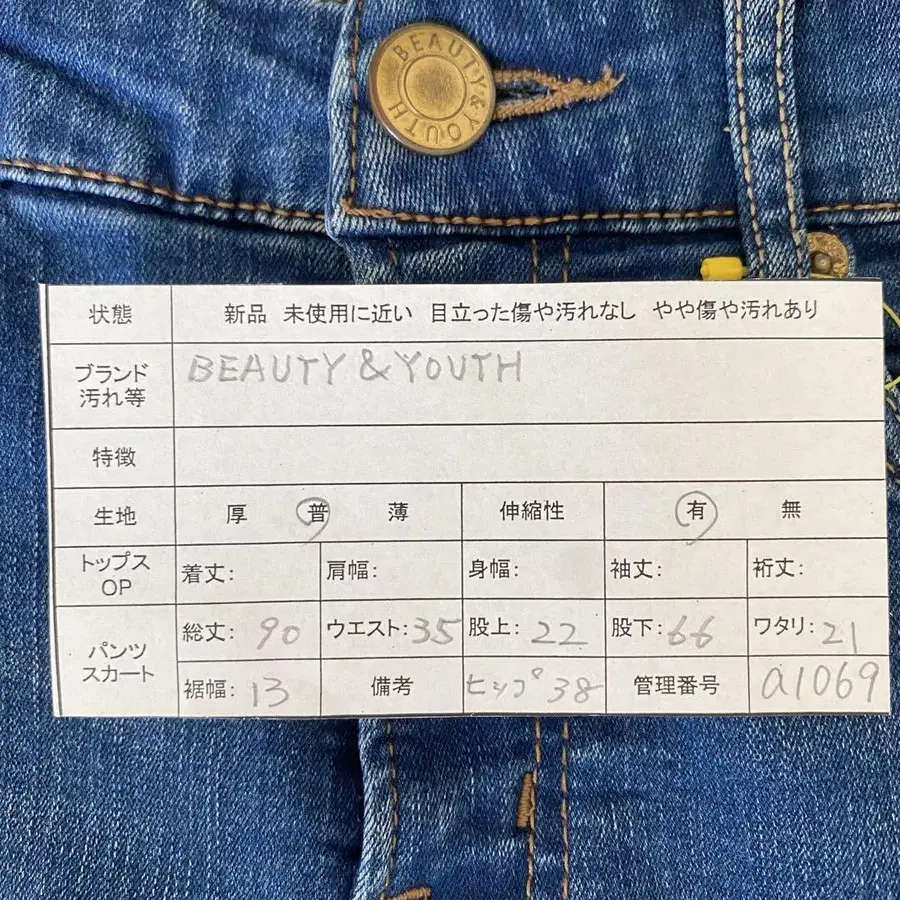 BEAUTY & YOUTH
状態 新品 未使用に近い 目立った傷や汚れなし やや傷や汚れあり
ブランド
汚れ等
BEAUTY & YOUTH
特徴
生地 厚 普 薄 伸縮性 有 無
トップス
OP
着丈: 肩幅: 身幅: 袖丈: 裄丈:
パンツ
スカート
総丈: 90 ウエスト: 35 股上: 22 股下: 66 ワタリ: 21
裾幅: 13 備考 ヒップ 38 管理番号 a1069